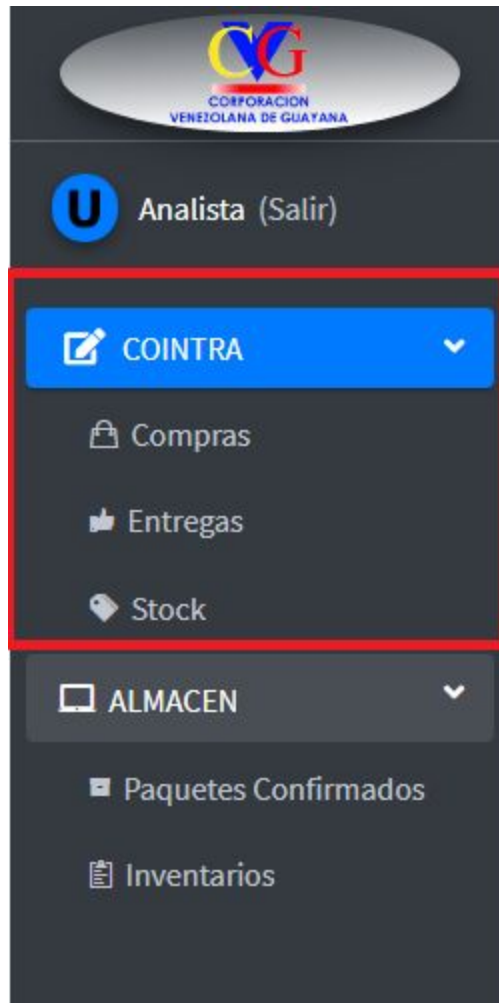 CVG
CORPORACION
VENEZOLANA DE GUAYANA
U Analista (Salir)
COINTRA
Compras
Entregas
Stock
ALMACEN
Paquetes Confirmados
Inventarios